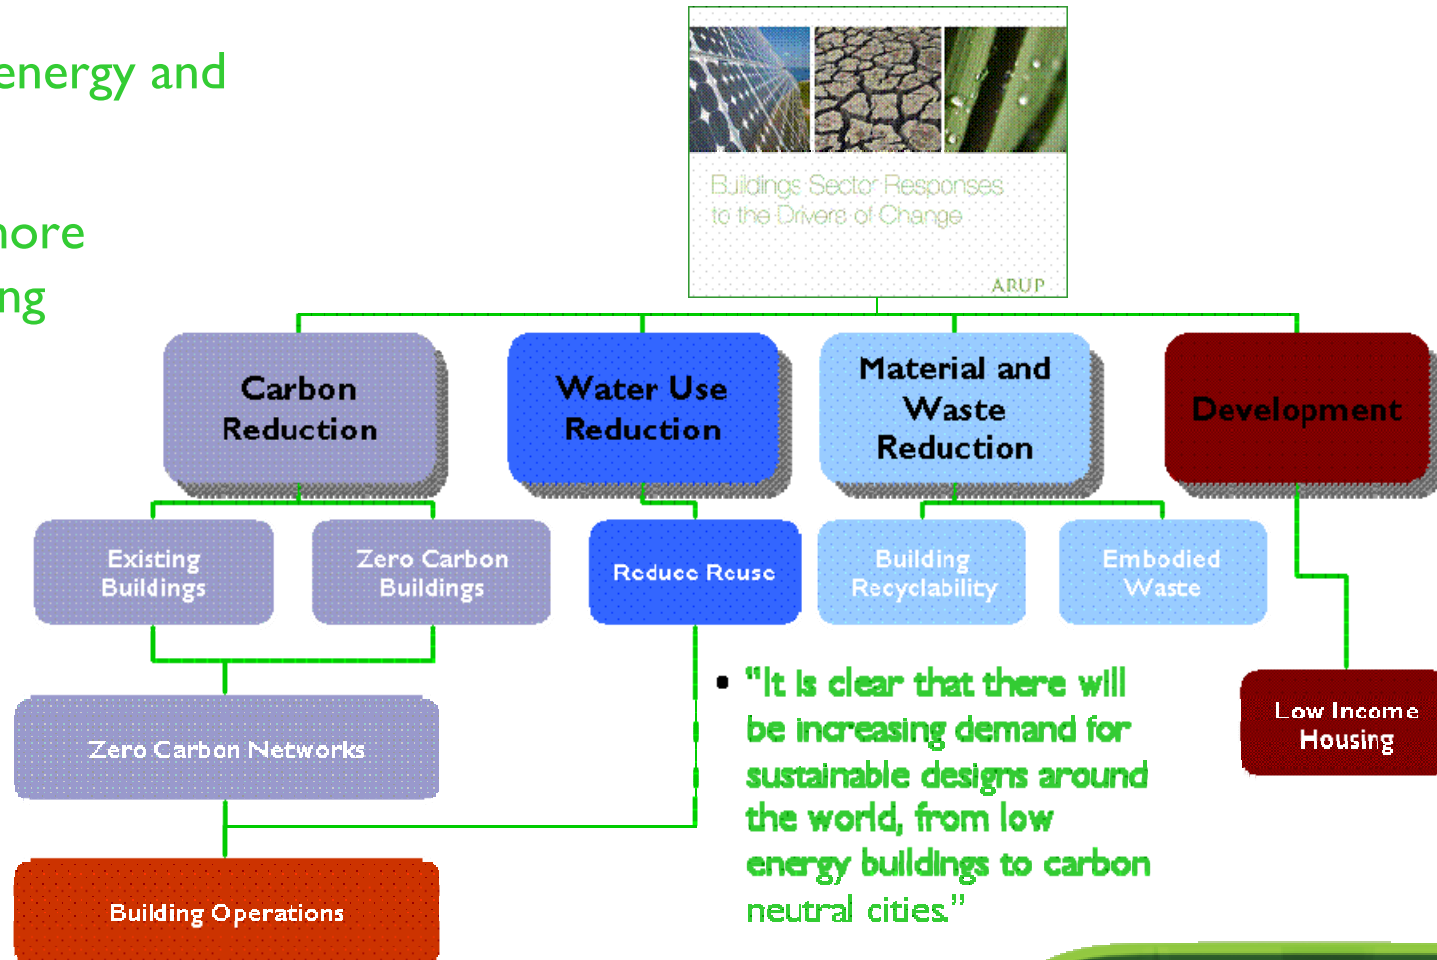 energy and
more
ng
Buildings Sector Responses
to the Drivers of Change
ARUP
Carbon
Reduction
Water Use
Reduction
Material and
Waste
Reduction
Development
Existing
Buildings
Zero Carbon
Buildings
Reduce Reuse
Building
Recyclability
Embodied
Waste
Zero Carbon Networks
Low Income
Housing
Building Operations
• "It is clear that there will
be increasing demand for
sustainable designs around
the world, from low
energy buildings to carbon
neutral cities."